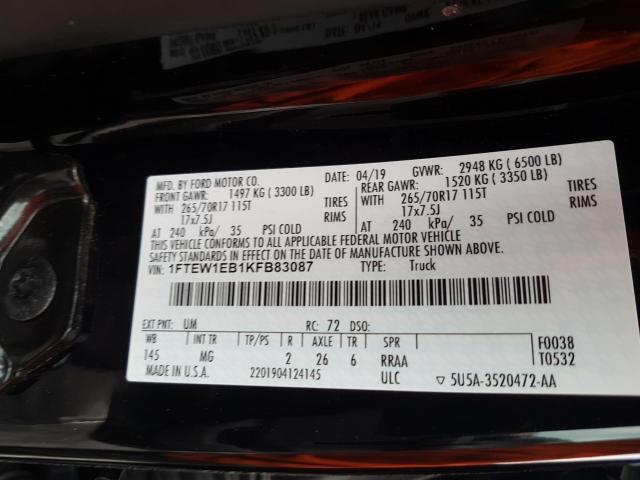 MFD. BY FORD MOTOR CO. DATE: 04/19 GVWR: 2948 KG ( 6500 LB)
FRONT GAWR: 1497 KG ( 3300 LB) REAR GAWR: 1520 KG ( 3350 LB)
WITH 265/70R17 115T TIRES WITH 265/70R17 115T TIRES
17x7.5J RIMS 17x7.5J RIMS
AT 240 kPa/ 35 PSI COLD AT 240 kPa/ 35 PSI COLD
THIS VEHICLE CONFORMS TO ALL APPLICABLE FEDERAL MOTOR VEHICLE
SAFETY STANDARDS IN EFFECT ON THE DATE OF MANUFACTURE SHOWN ABOVE.
VIN: 1FTEW1EB1KFB83087 TYPE: Truck
EXT PNT: UM RC: 72 DSO:
WB INT TR TP/PS R AXLE TR SPR F0038
145 MG 2 26 6 RRAA T0532
MADE IN U.S.A. 2201904124145 ULC ▽ 5U5A-3520472-AA